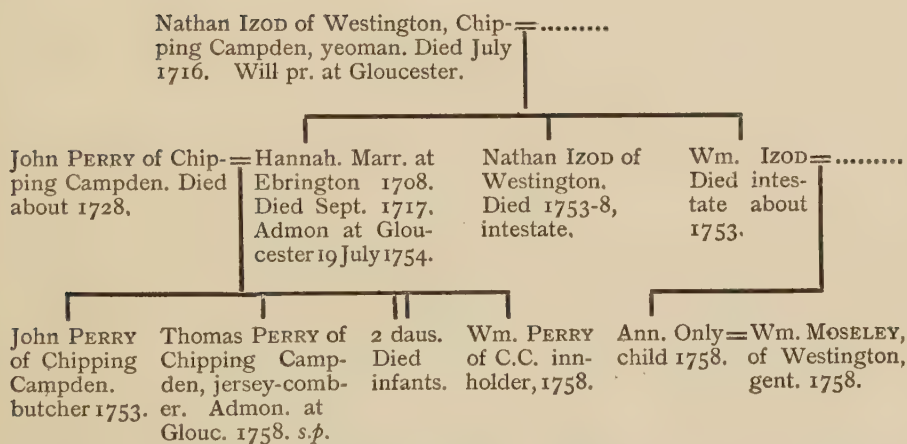 Nathan IZOD of Westington, Chip-=.........
ping Campden, yeoman. Died July
1716. Will pr. at Gloucester.
John PERRY of Chip-=
ping Campden. Died
about 1728.
Hannah. Marr. at
Ebrington 1708.
Died Sept. 1717.
Admon at Glou-
cester 19 July 1754.
Nathan IZOD of
Westington.
Died 1753-8,
intestate.
Wm. IZOD=.........
Died intes-
tate about
1753.
John PERRY
of Chipping
Campden.
butcher 1753.
Thomas PERRY of
Chipping Camp-
den, jersey-comb-
er. Admon. at
Glouc. 1758. s.p.
2 daus.
Died
infants.
Wm. PERRY
of C.C. inn-
holder, 1758.
Ann. Only=
child 1758.
Wm. MOSELEY,
of Westington,
gent. 1758.